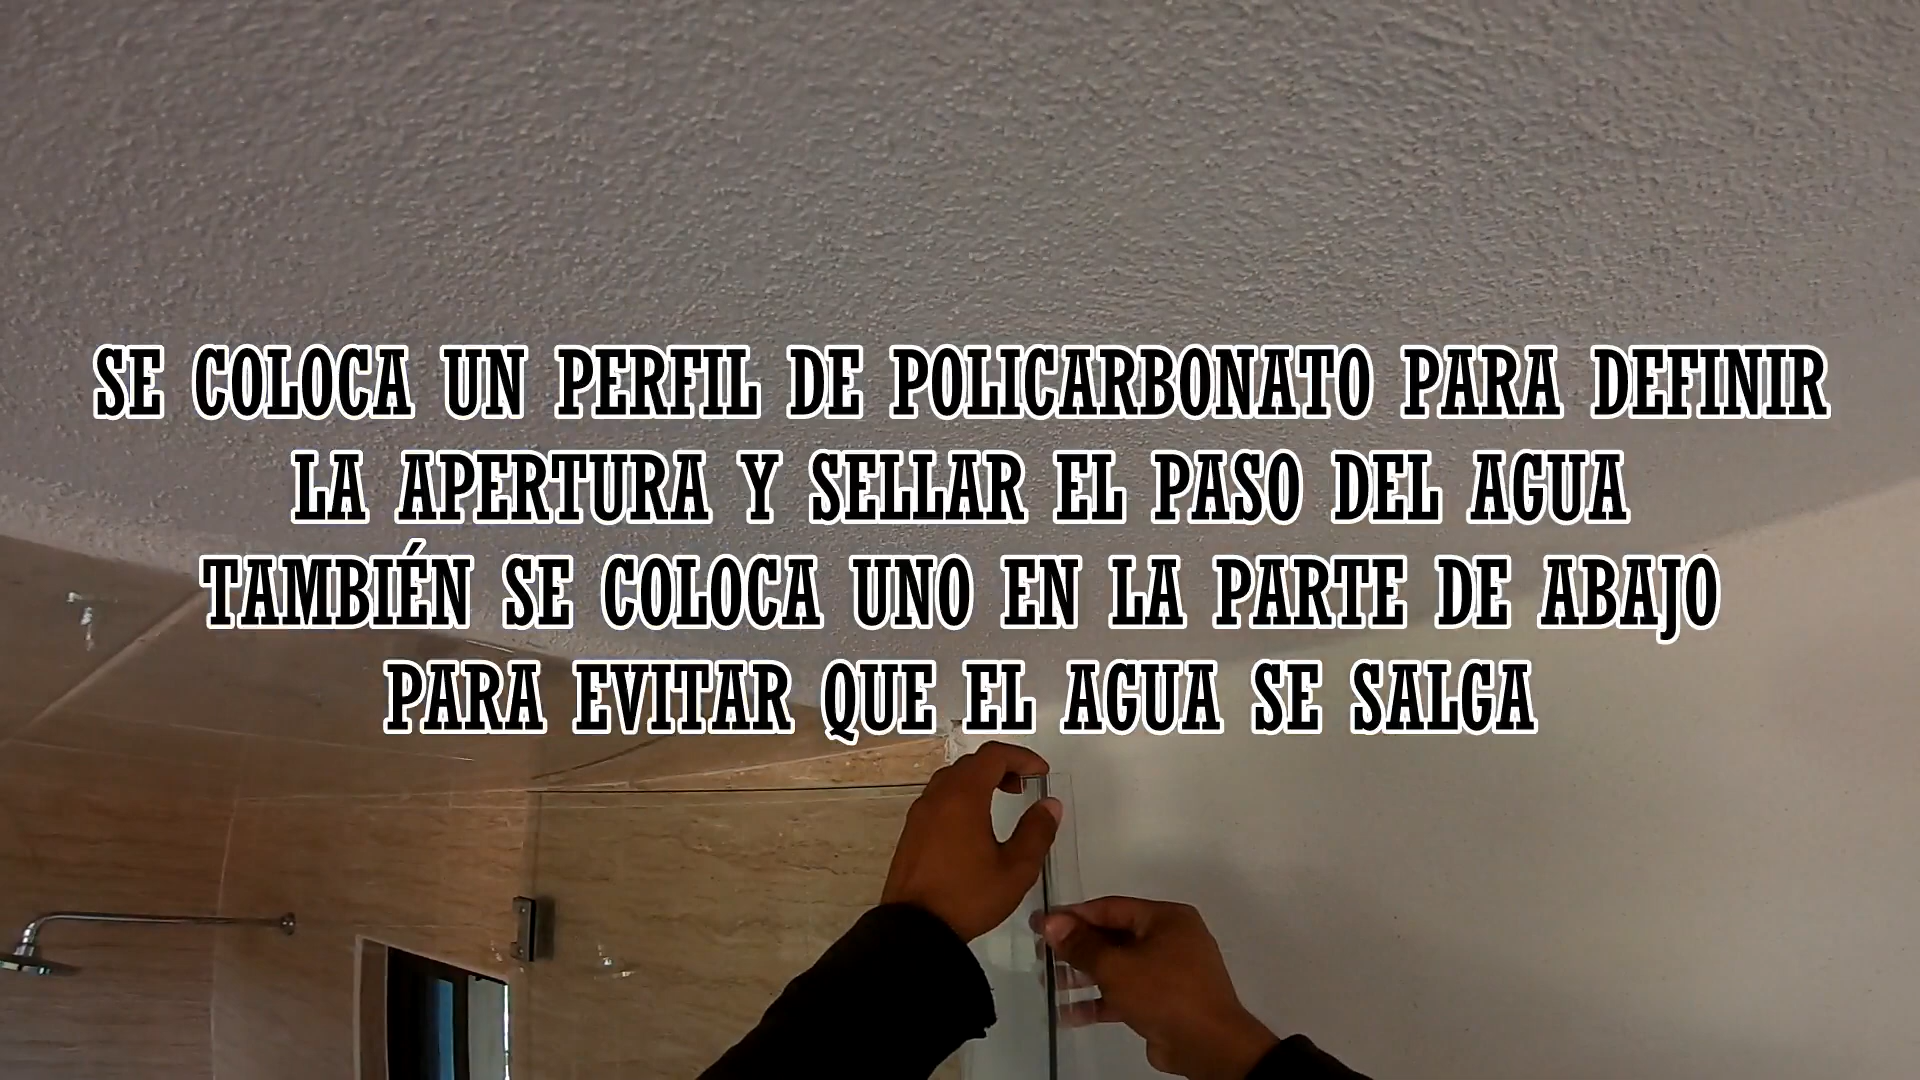 SE COLOCA UN PERFIL DE POLICARBONATO PARA DEFINIR
LA APERTURA Y SELLAR EL PASO DEL AGUA
TAMBIÉN SE COLOCA UNO EN LA PARTE DE ABAJO
PARA EVITAR QUE EL AGUA SE SALGA